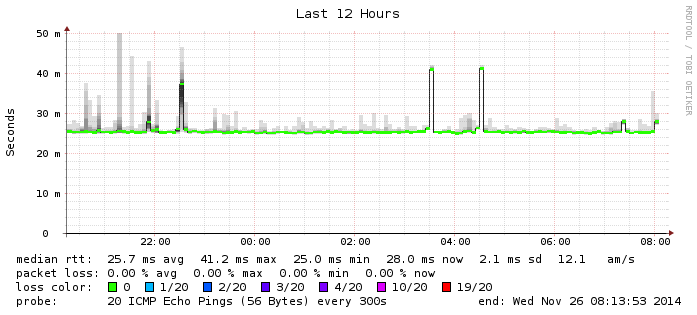 Last 12 Hours
RRDTOOL / TOBI OETIKER
Seconds
50 m
40 m
30 m
20 m
10 m
0
22:00 00:00 02:00 04:00 06:00 08:00
median rtt: 25.7 ms avg 41.2 ms max 25.0 ms min 28.0 ms now 2.1 ms sd 12.1 am/s
packet loss: 0.00 % avg 0.00 % max 0.00 % min 0.00 % now
loss color: 0 1/20 2/20 3/20 4/20 10/20 19/20
probe: 20 ICMP Echo Pings (56 Bytes) every 300s end: Wed Nov 26 08:13:53 2014